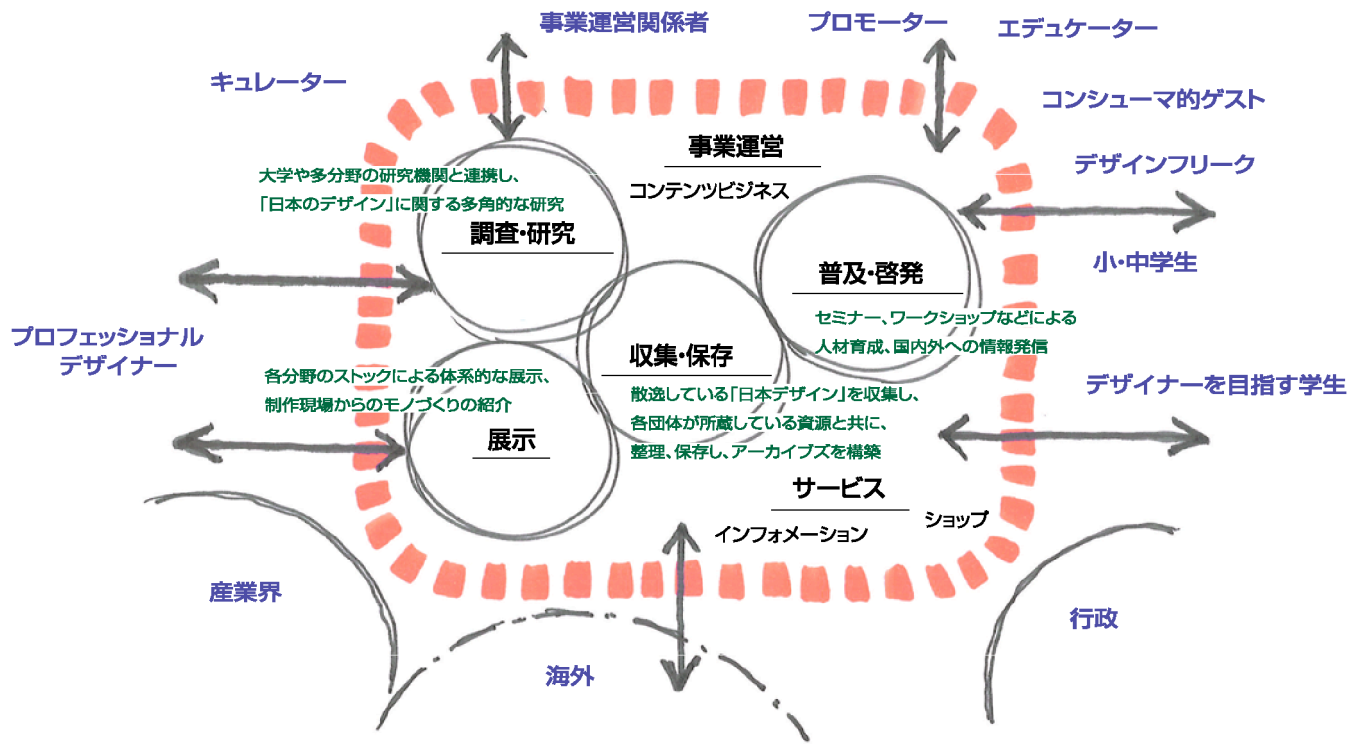 事業運営関係者
プロモーター
エデュケーター
キュレーター
コンシューマ的ゲスト
事業運営
コンテンツビジネス
デザインフリーク
大学や多分野の研究機関と連携し、
「日本のデザイン」に関する多角的な研究
調査・研究
小・中学生
普及・啓発
セミナー、ワークショップなどによる
人材育成、国内外への情報発信
プロフェッショナル
デザイナー
収集・保存
散逸している「日本デザイン」を収集し、
各団体が所蔵している資源と共に、
整理、保存し、アーカイブズを構築
各分野のストックによる体系的な展示、
制作現場からのモノづくりの紹介
展示
デザイナーを目指す学生
サービス
インフォメーション
ショップ
産業界
行政
海外